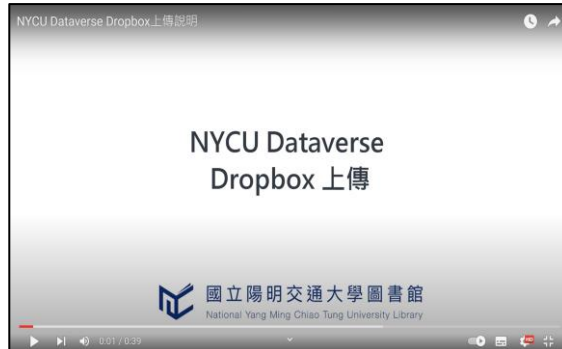 NYCU Dataverse Dropbox上傳說明
NYCU Dataverse
Dropbox 上傳
國立陽明交通大學圖書館
National Yang Ming Chiao Tung University Library
0:01 / 0:39